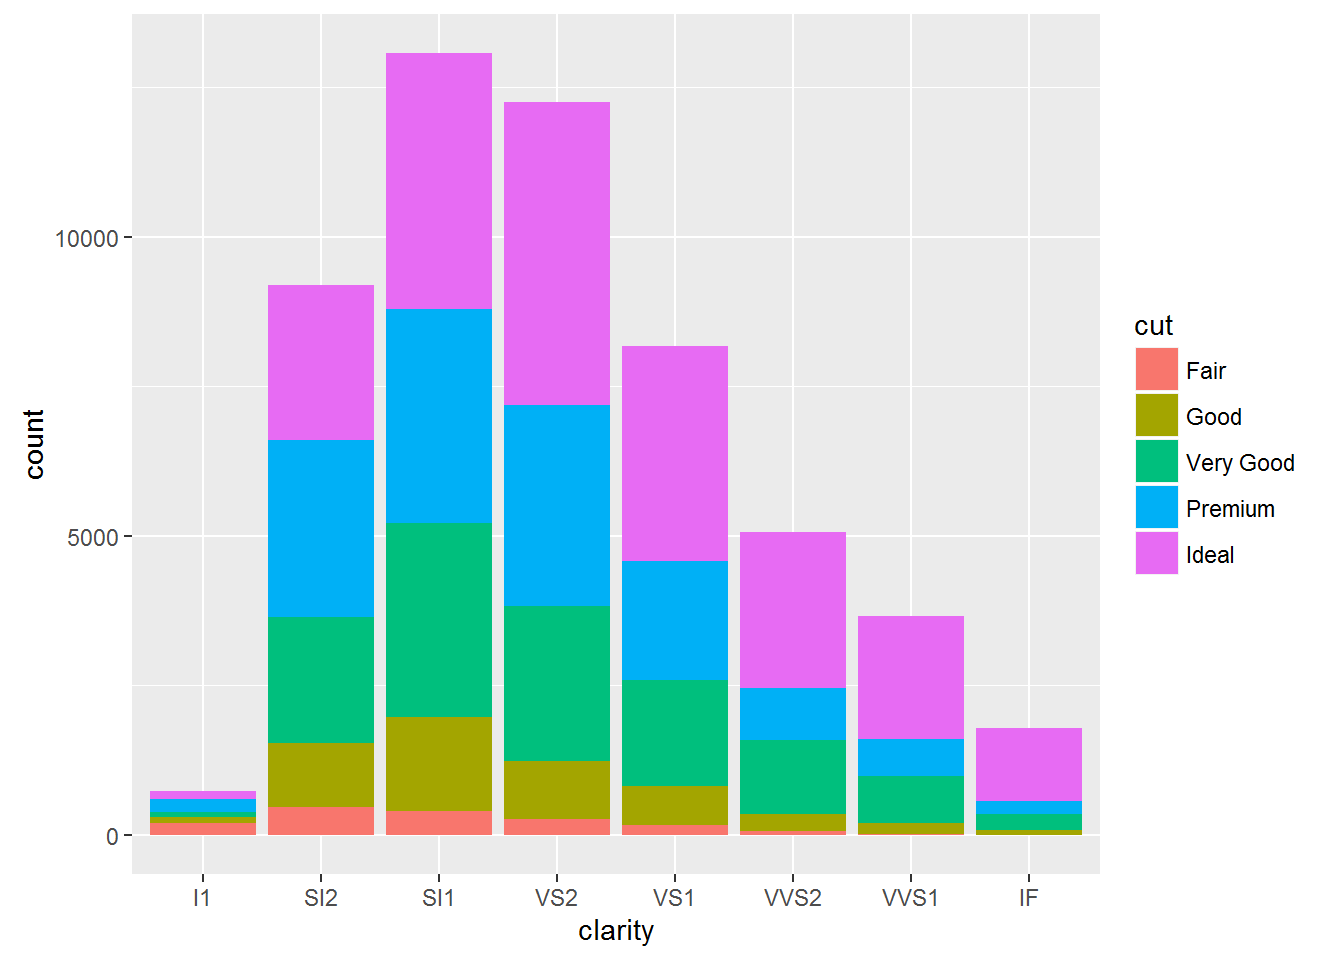 10000
5000
0
count
I1 SI2 SI1 VS2 VS1 VVS2 VVS1 IF
clarity
cut
Fair
Good
Very Good
Premium
Ideal